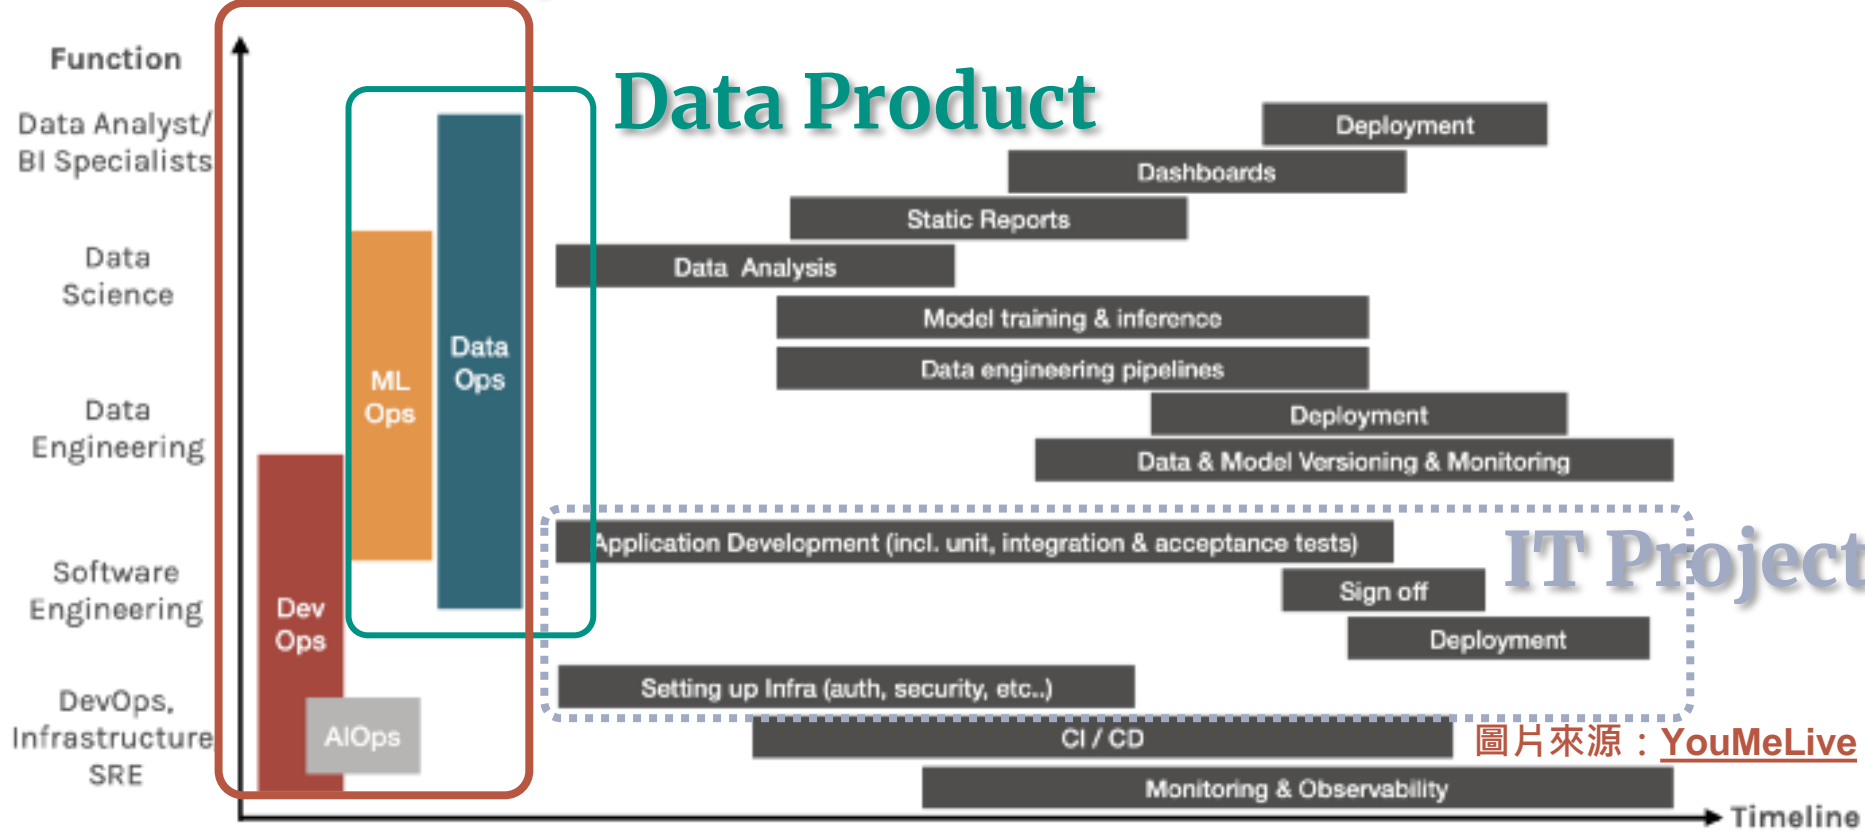 Function
Data Product
Data Analyst/
BI Specialists
Deployment
Dashboards
Static Reports
Data
Science
Data Analysis
Model training & inference
Data
Ops
ML
Ops
Data engineering pipelines
Data
Engineering
Deployment
Data & Model Versioning & Monitoring
Application Development (incl. unit, integration & acceptance tests)
IT Project
Software
Engineering
Dev
Ops
Sign off
Deployment
Setting up Infra (auth, security, etc..)
DevOps,
Infrastructure
SRE
AIOps
CI / CD
圖片來源：YouMeLive
Monitoring & Observability
Timeline